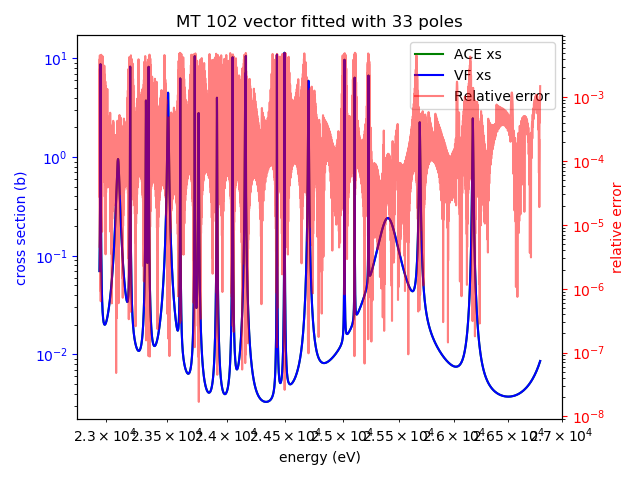 MT 102 vector fitted with 33 poles
ACE xs
VF xs
Relative error
cross section (b)
10¹
10⁰
10⁻¹
10⁻²
relative error
10⁻³
10⁻⁴
10⁻⁵
10⁻⁶
10⁻⁷
10⁻⁸
2.3 × 10⁴ 2.35 × 10⁴ 2.4 × 10⁴ 2.45 × 10⁴ 2.5 × 10⁴ 2.55 × 10⁴ 2.6 × 10⁴ 2.65 × 10⁴ 2.7 × 10⁴
energy (eV)